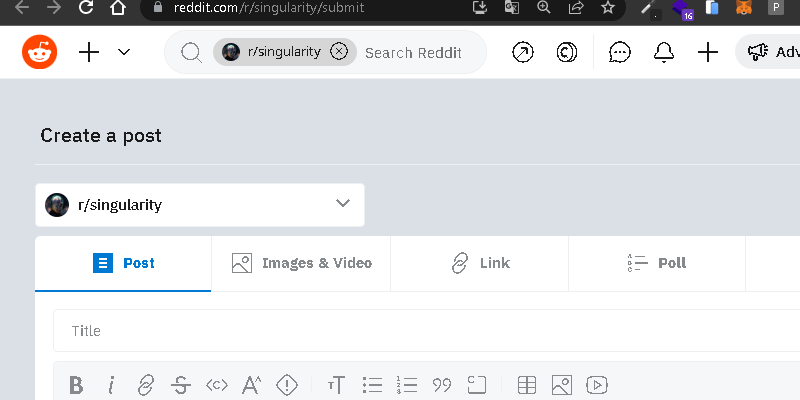 reddit.com/r/singularity/submit
16
P
r/singularity Search Reddit
Adv
Create a post
r/singularity
Post Images & Video Link Poll
Title